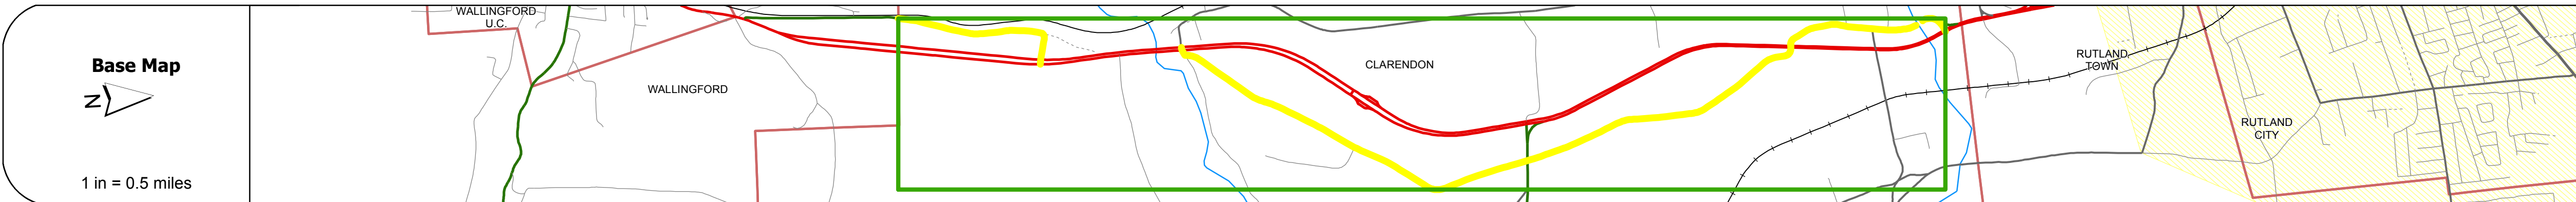 Base Map
N
1 in = 0.5 miles
WALLINGFORD
U.C.
WALLINGFORD
CLARENDON
RUTLAND
TOWN
RUTLAND
CITY